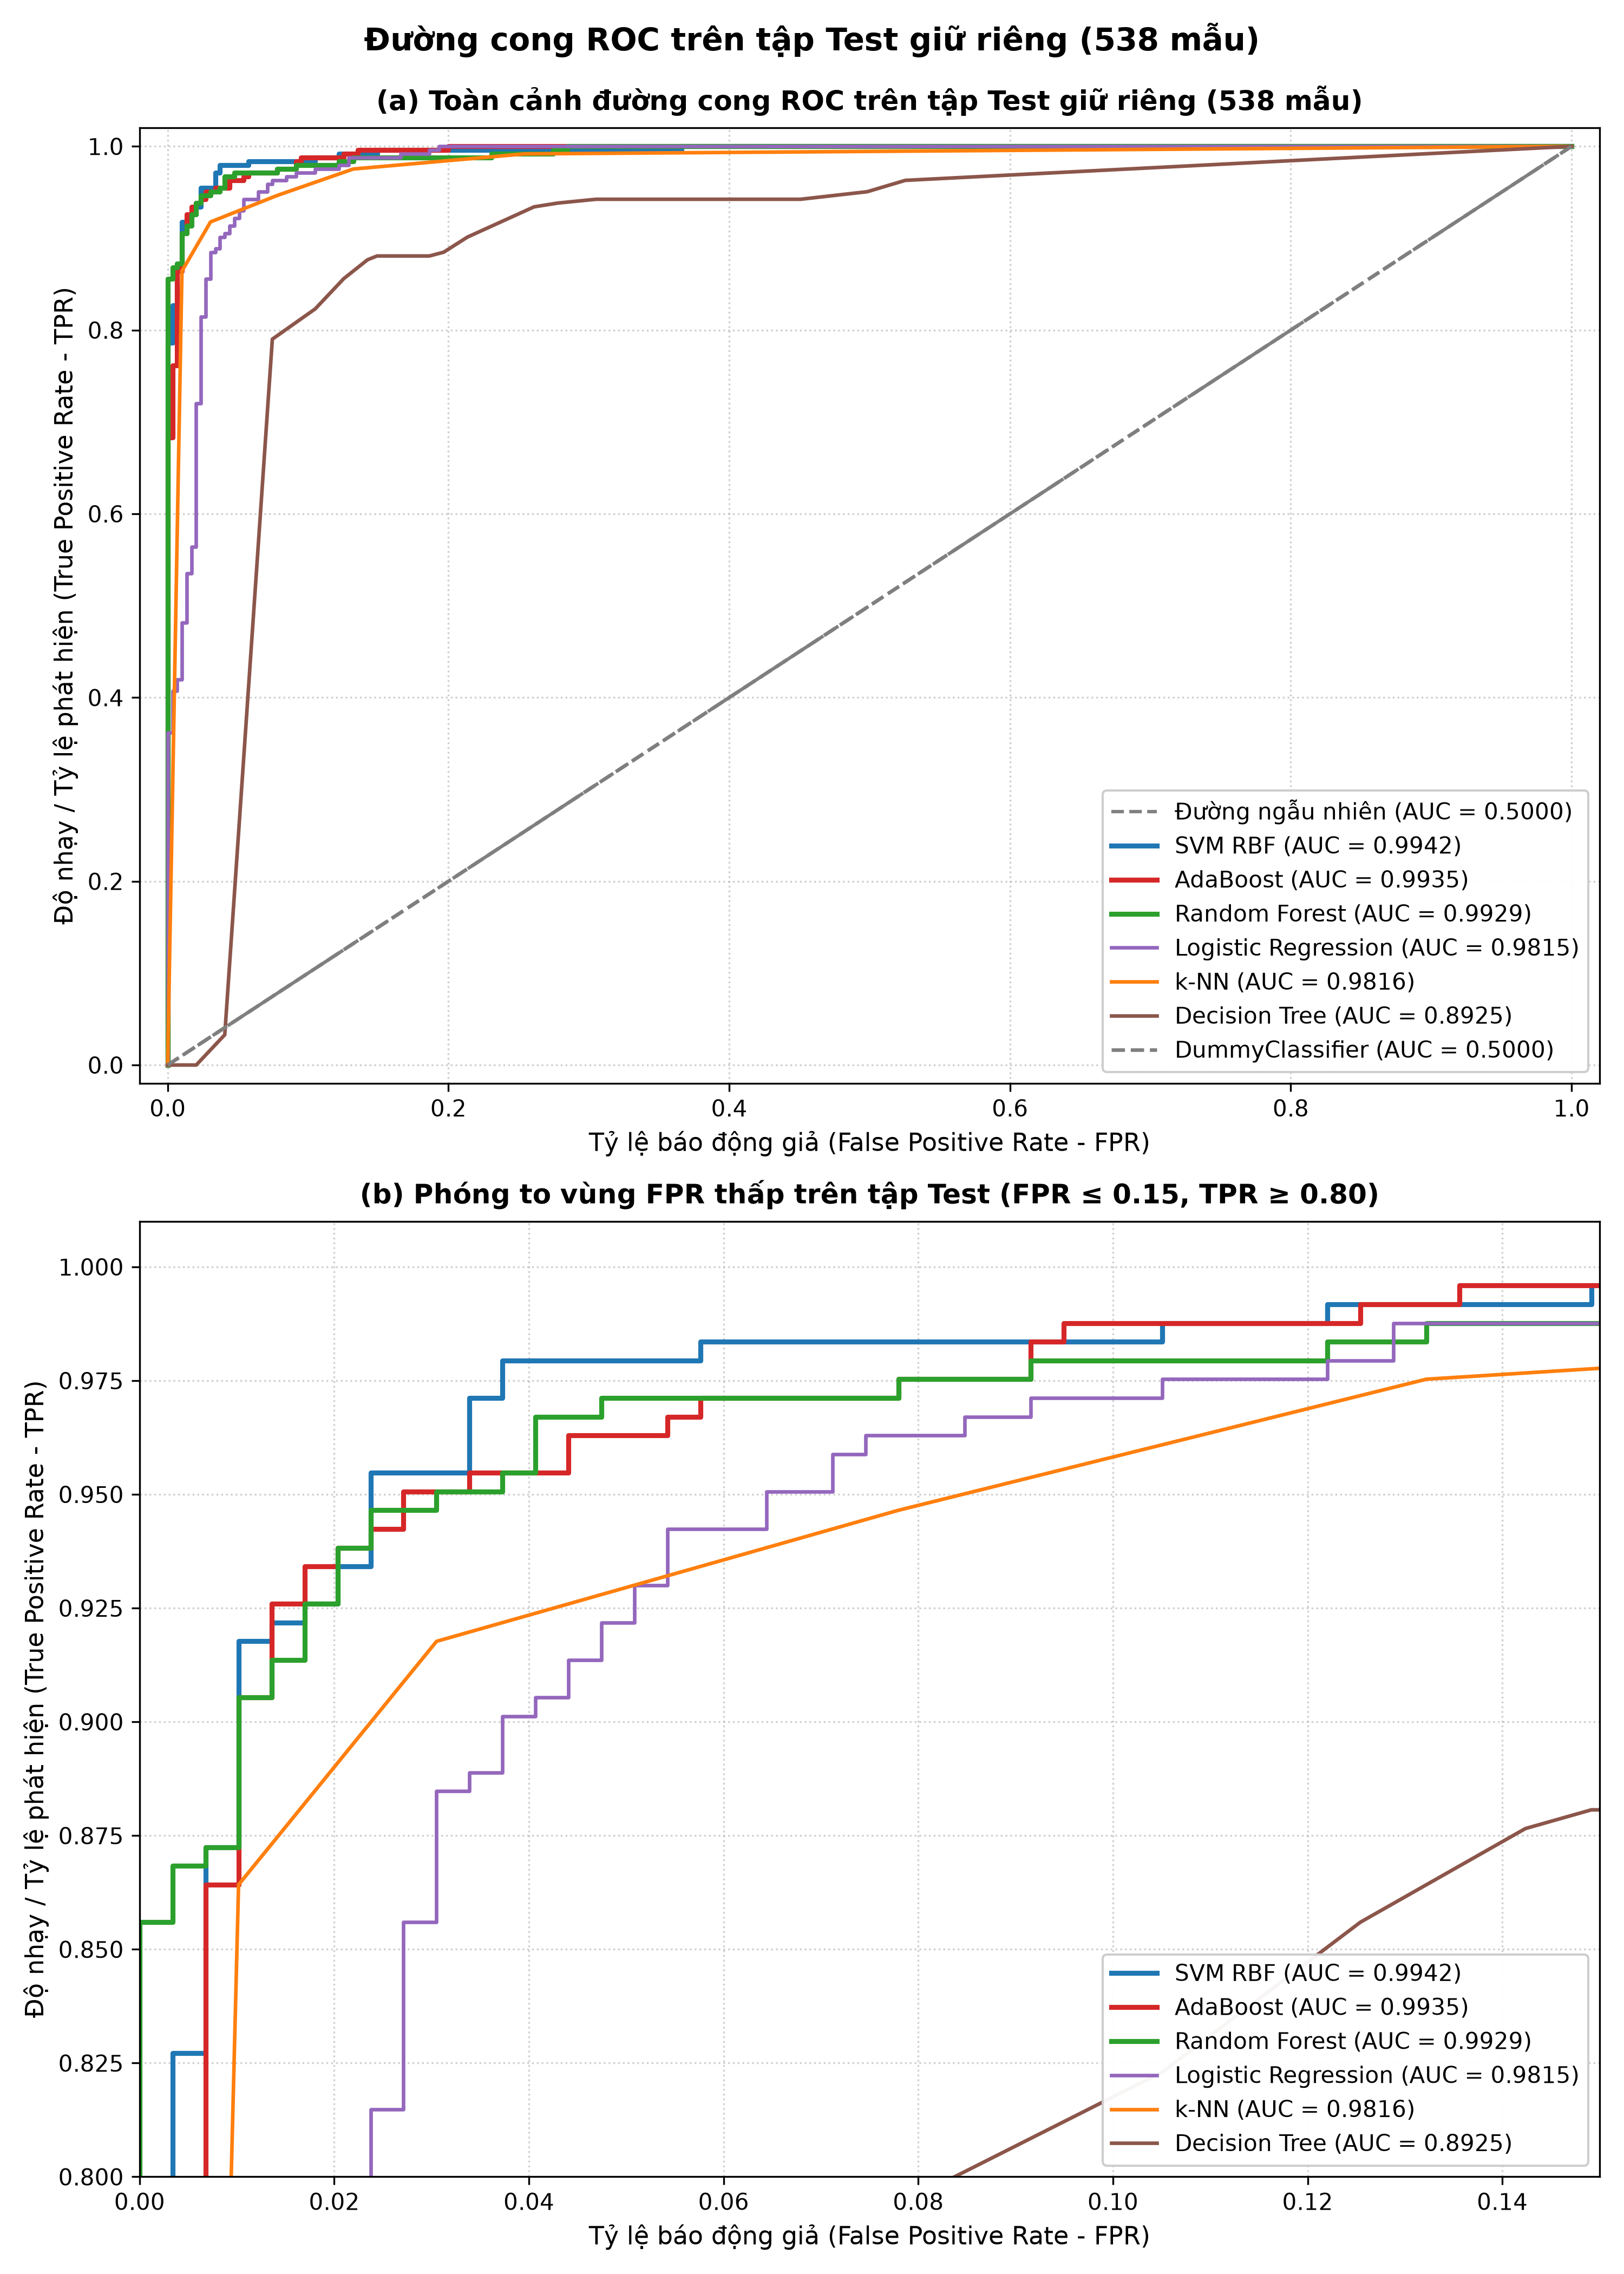 Đường cong ROC trên tập Test giữ riêng (538 mẫu)
(a) Toàn cảnh đường cong ROC trên tập Test giữ riêng (538 mẫu)
Độ nhạy / Tỷ lệ phát hiện (True Positive Rate - TPR)
1.0
0.8
0.6
0.4
0.2
0.0
Đường ngẫu nhiên (AUC = 0.5000)
SVM RBF (AUC = 0.9942)
AdaBoost (AUC = 0.9935)
Random Forest (AUC = 0.9929)
Logistic Regression (AUC = 0.9815)
k-NN (AUC = 0.9816)
Decision Tree (AUC = 0.8925)
DummyClassifier (AUC = 0.5000)
0.0 0.2 0.4 0.6 0.8 1.0
Tỷ lệ báo động giả (False Positive Rate - FPR)
(b) Phóng to vùng FPR thấp trên tập Test (FPR ≤ 0.15, TPR ≥ 0.80)
Độ nhạy / Tỷ lệ phát hiện (True Positive Rate - TPR)
1.000
0.975
0.950
0.925
0.900
0.875
0.850
0.825
0.800
SVM RBF (AUC = 0.9942)
AdaBoost (AUC = 0.9935)
Random Forest (AUC = 0.9929)
Logistic Regression (AUC = 0.9815)
k-NN (AUC = 0.9816)
Decision Tree (AUC = 0.8925)
0.00 0.02 0.04 0.06 0.08 0.10 0.12 0.14
Tỷ lệ báo động giả (False Positive Rate - FPR)